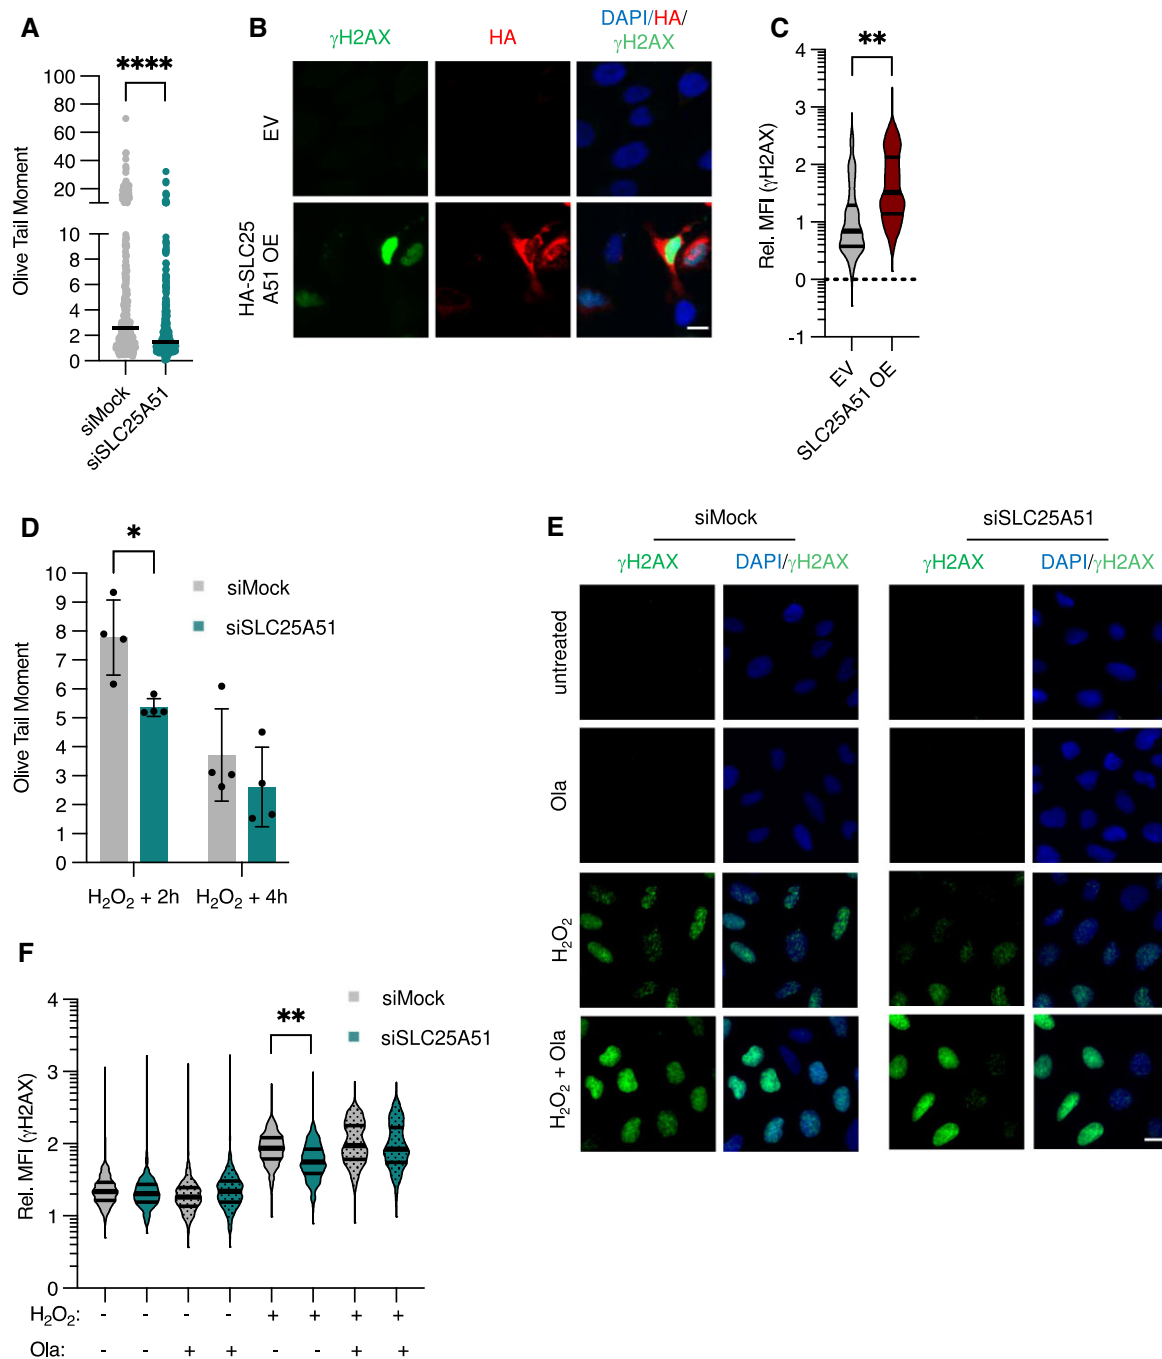 A
****
Olive Tail Moment
100
80
60
40
20
10
8
6
4
2
0
siMock
siSLC25A51
B
γH2AX
HA
DAPI/HA/
γH2AX
EV
HA-SLC25
A51 OE
C
**
Rel. MFI (γH2AX)
4
3
2
1
0
-1
EV
SLC25A51 OE
D
*
siMock
siSLC25A51
Olive Tail Moment
10
9
8
7
6
5
4
3
2
1
0
H₂O₂ + 2h
H₂O₂ + 4h
E
siMock
siSLC25A51
γH2AX
DAPI/γH2AX
γH2AX
DAPI/γH2AX
untreated
Ola
H₂O₂
H₂O₂ + Ola
F
siMock
siSLC25A51
**
Rel. MFI (γH2AX)
4
3
2
1
0
H₂O₂: - - - - + + + +
Ola: - - + + - - + +